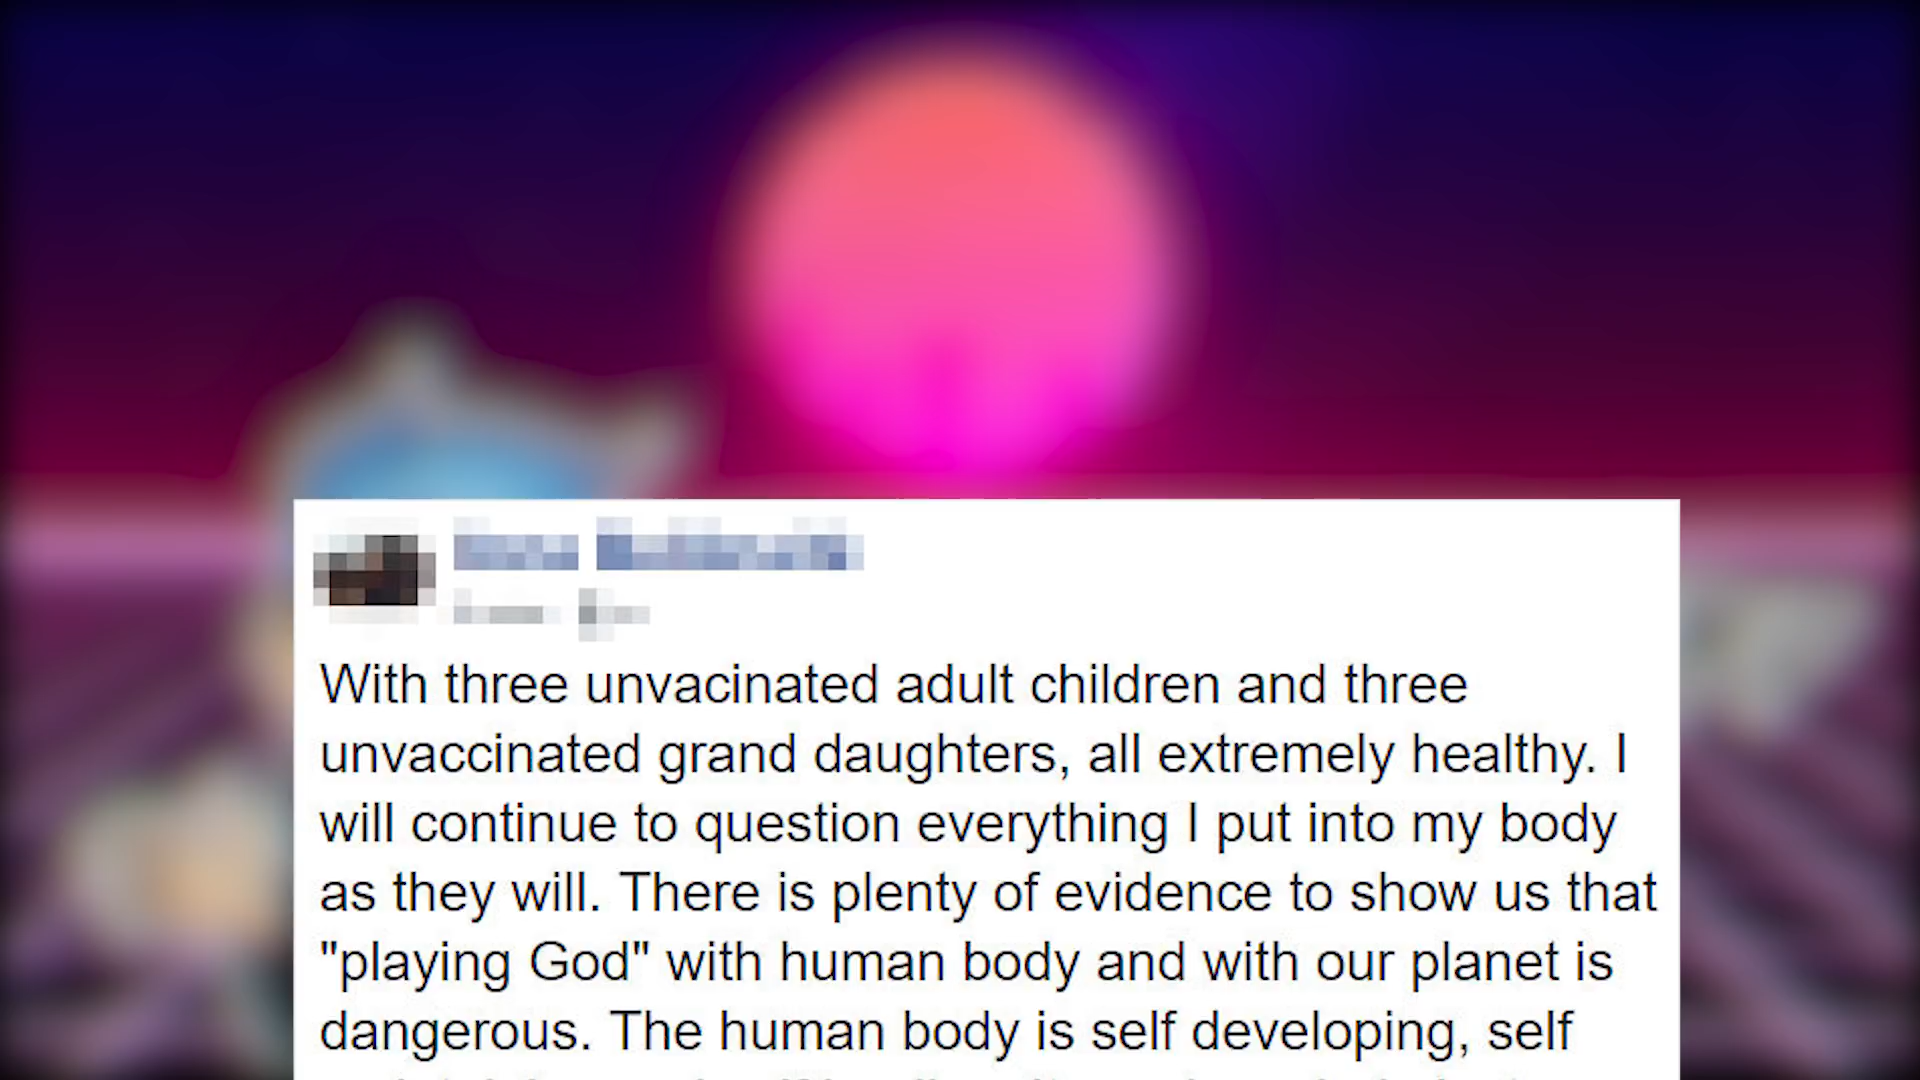 With three unvacinated adult children and three
unvaccinated grand daughters, all extremely healthy. I
will continue to question everything I put into my body
as they will. There is plenty of evidence to show us that
"playing God" with human body and with our planet is
dangerous. The human body is self developing, self